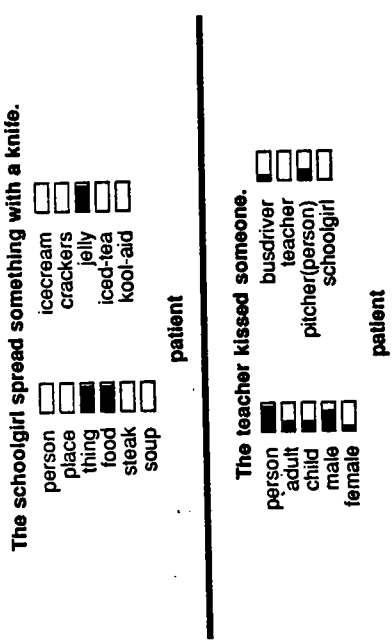 The schoolgirl spread something with a knife.
person
place
thing
food
steak
soup
icecream
crackers
jelly
iced-tea
kool-aid
patient
The teacher kissed someone.
person
adult
child
male
female
busdriver
teacher
pitcher(person)
schoolgirl
patient